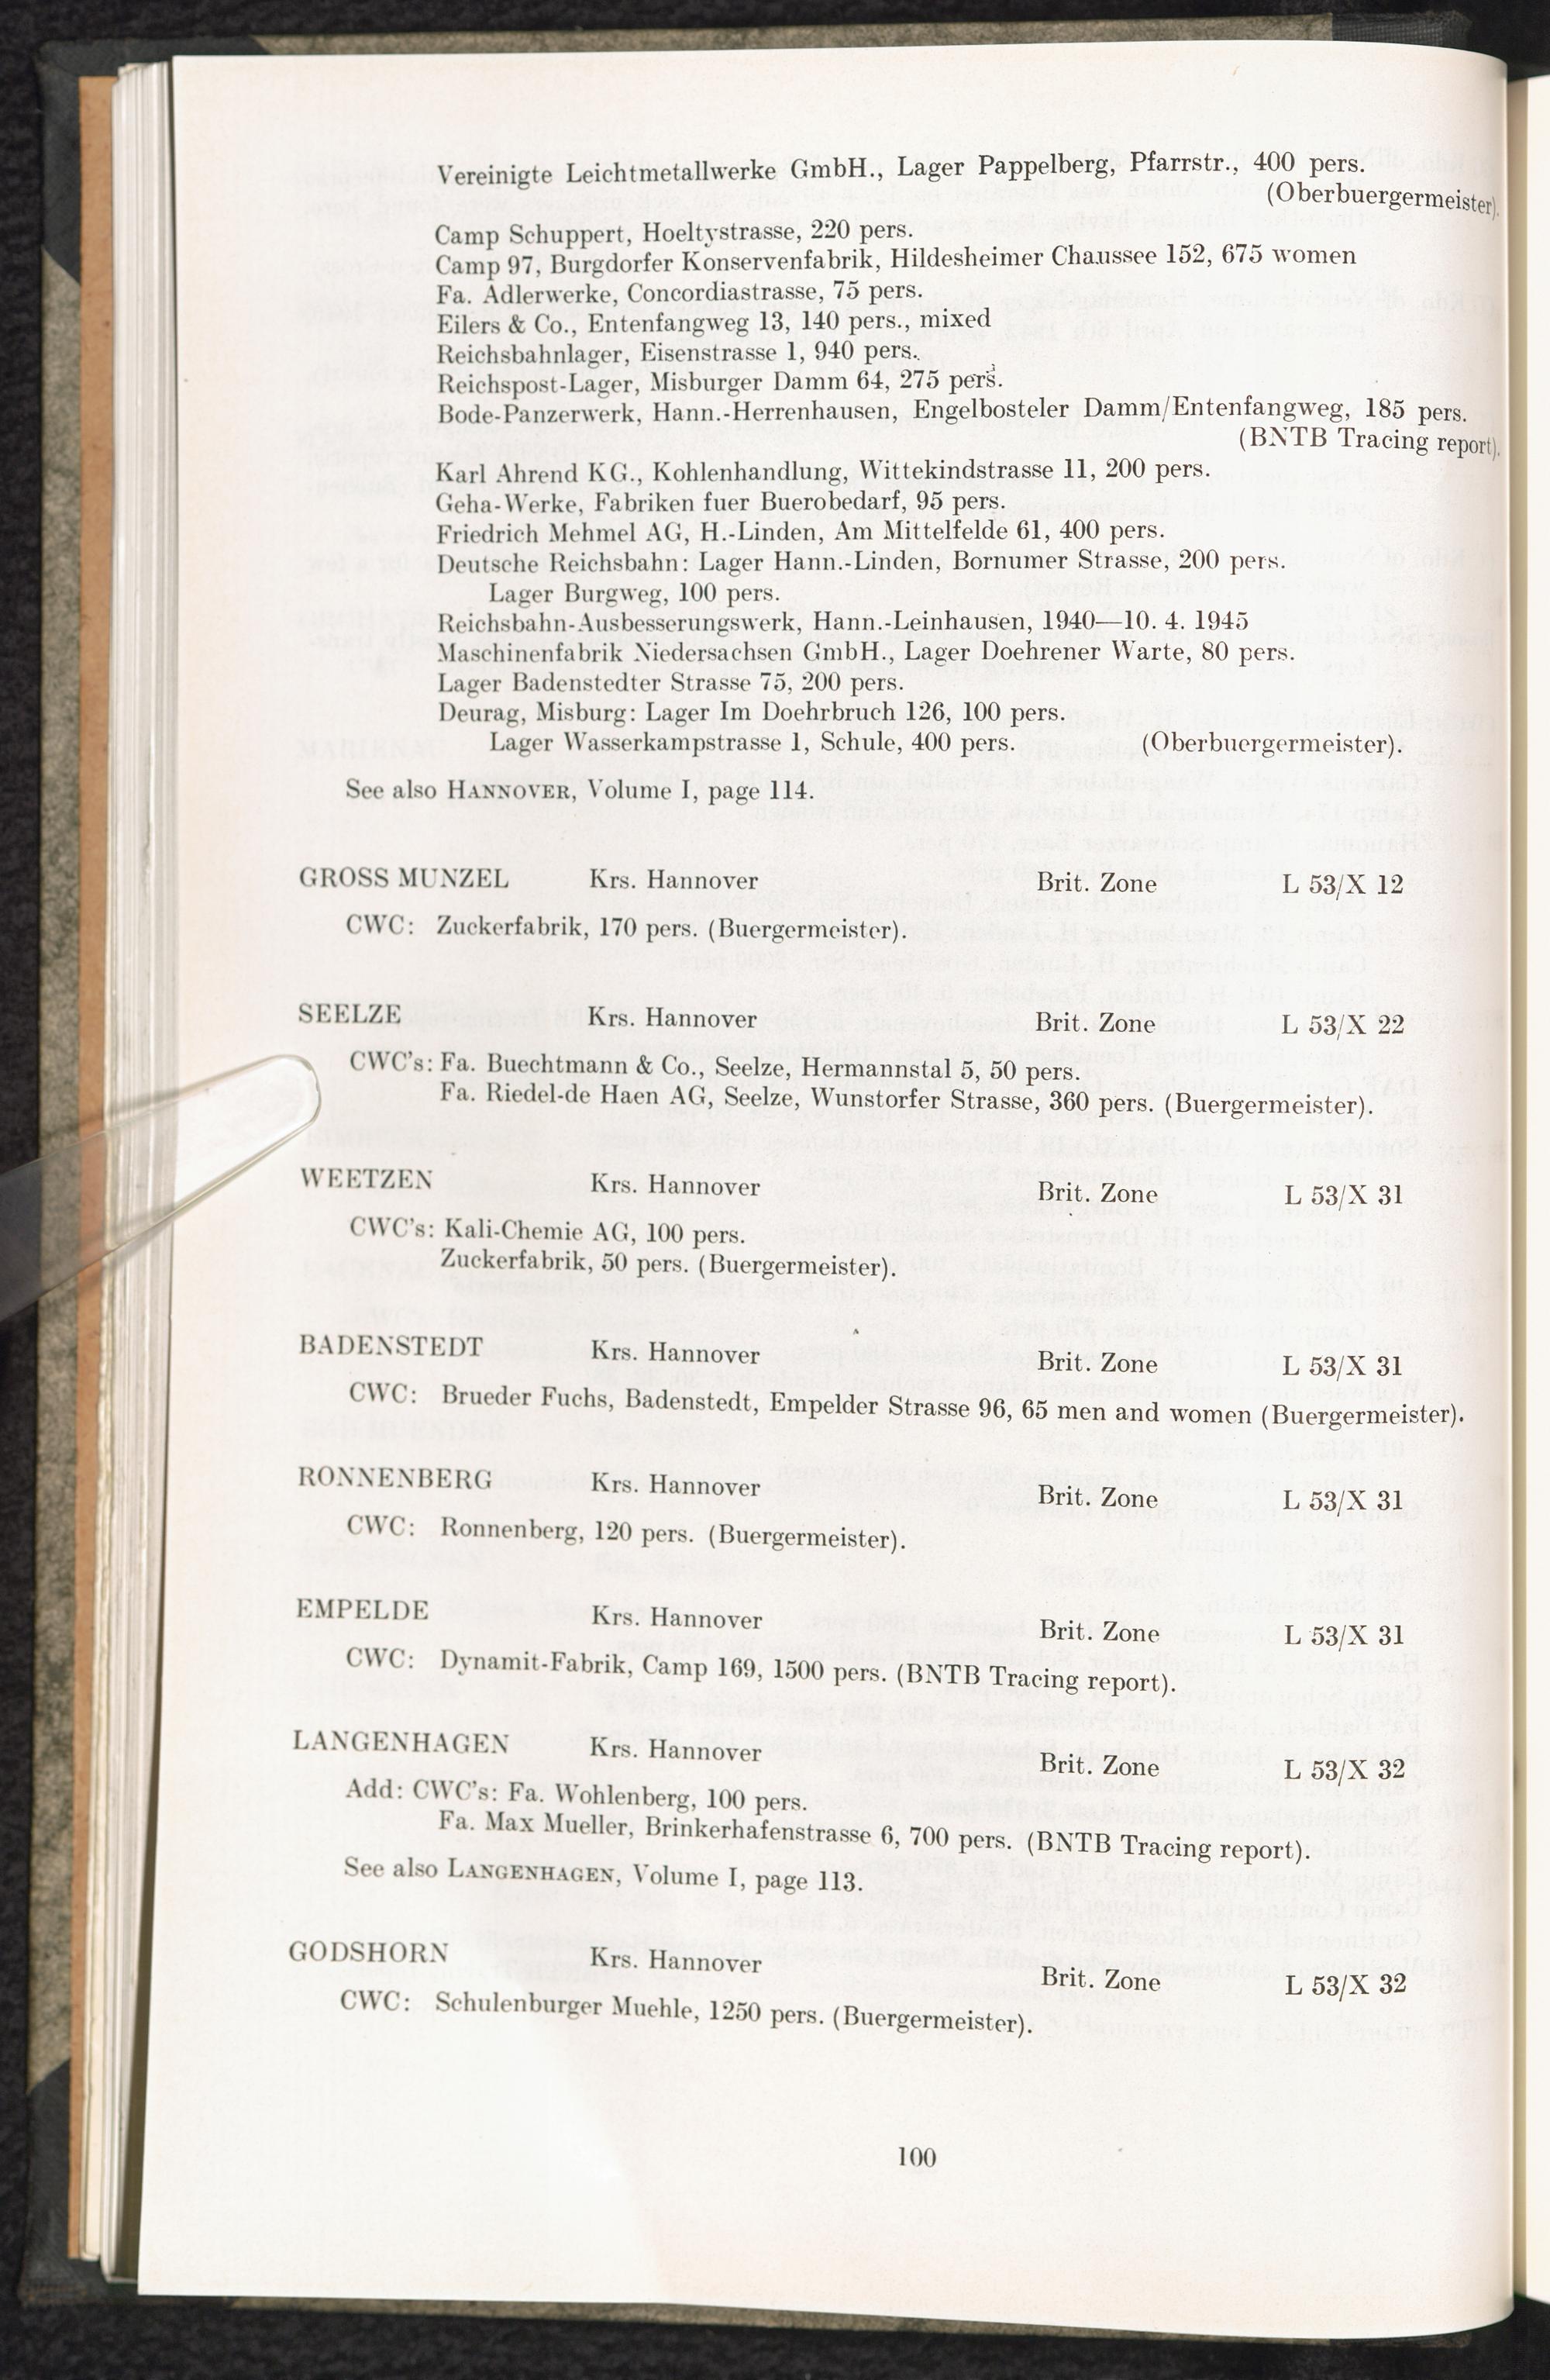 Vereinigte Leichtmetallwerke GmbH., Lager Pappelberg, Pfarrstr., 400 pers.
(Oberbuergermeister).
Camp Schuppert, Hoeltystrasse, 220 pers.
Camp 97, Burgdorfer Konservenfabrik, Hildesheimer Chaussee 152, 675 women
Fa. Adlerwerke, Concordiastrasse, 75 pers.
Eilers & Co., Entenfangweg 13, 140 pers., mixed
Reichsbahnlager, Eisenstrasse 1, 940 pers.
Reichspost-Lager, Misburger Damm 64, 275 pers.
Bode-Panzerwerk, Hann.-Herrenhausen, Engelbosteler Damm/Entenfangweg, 185 pers.
(BNTB Tracing report).
Karl Ahrend KG., Kohlenhandlung, Wittekindstrasse 11, 200 pers.
Geha-Werke, Fabriken fuer Buerobedarf, 95 pers.
Friedrich Mehmel AG, H.-Linden, Am Mittelfelde 61, 400 pers.
Deutsche Reichsbahn: Lager Hann.-Linden, Bornumer Strasse, 200 pers.
Lager Burgweg, 100 pers.
Reichsbahn-Ausbesserungswerk, Hann.-Leinhausen, 1940—10. 4. 1945
Maschinenfabrik Niedersachsen GmbH., Lager Doehrener Warte, 80 pers.
Lager Badenstedter Strasse 75, 200 pers.
Deurag, Misburg: Lager Im Doehrbruch 126, 100 pers.
Lager Wasserkampstrasse 1, Schule, 400 pers. (Oberbuergermeister).
See also HANNOVER, Volume I, page 114.
GROSS MUNZEL Krs. Hannover Brit. Zone L 53/X 12
CWC: Zuckerfabrik, 170 pers. (Buergermeister).
SEELZE Krs. Hannover Brit. Zone L 53/X 22
CWC's: Fa. Buechtmann & Co., Seelze, Hermannstal 5, 50 pers.
Fa. Riedel-de Haen AG, Seelze, Wunstorfer Strasse, 360 pers. (Buergermeister).
WEETZEN Krs. Hannover Brit. Zone L 53/X 31
CWC's: Kali-Chemie AG, 100 pers.
Zuckerfabrik, 50 pers. (Buergermeister).
BADENSTEDT Krs. Hannover Brit. Zone L 53/X 31
CWC: Brueder Fuchs, Badenstedt, Empelder Strasse 96, 65 men and women (Buergermeister).
RONNENBERG Krs. Hannover Brit. Zone L 53/X 31
CWC: Ronnenberg, 120 pers. (Buergermeister).
EMPELDE Krs. Hannover Brit. Zone L 53/X 31
CWC: Dynamit-Fabrik, Camp 169, 1500 pers. (BNTB Tracing report).
LANGENHAGEN Krs. Hannover Brit. Zone L 53/X 32
Add: CWC's: Fa. Wohlenberg, 100 pers.
Fa. Max Mueller, Brinkerhafenstrasse 6, 700 pers. (BNTB Tracing report).
See also LANGENHAGEN, Volume I, page 113.
GODSHORN Krs. Hannover Brit. Zone L 53/X 32
CWC: Schulenburger Muehle, 1250 pers. (Buergermeister).
100